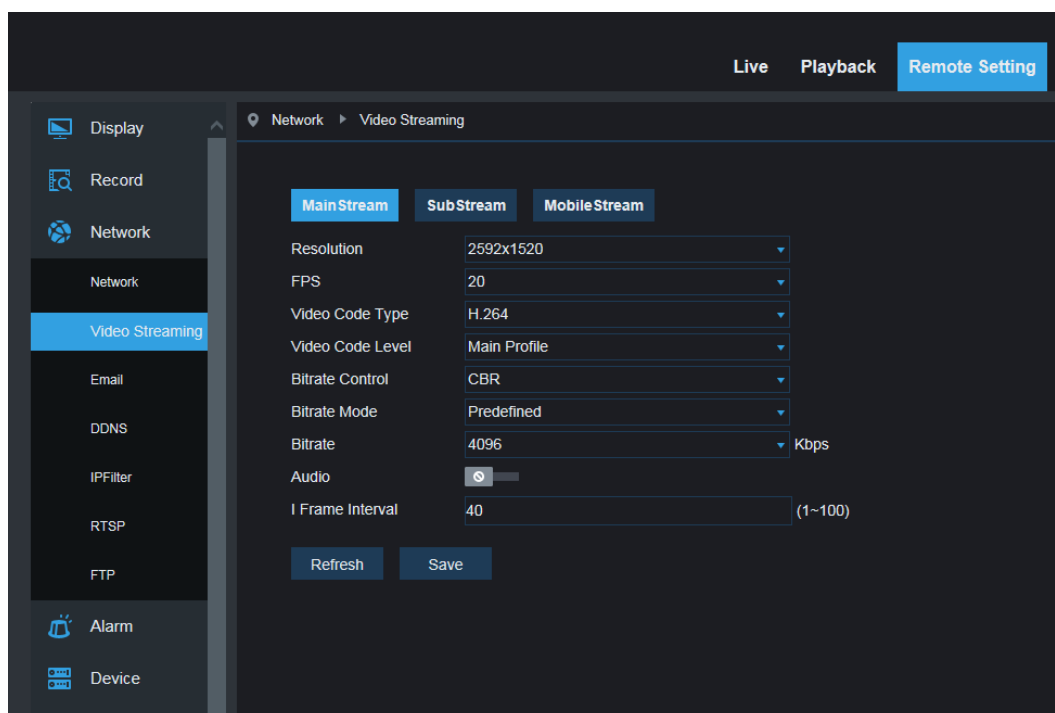 Live Playback Remote Setting
Display
Record
Network
Network
Video Streaming
Email
DDNS
IPFilter
RTSP
FTP
Alarm
Device
Network Video Streaming
MainStream SubStream MobileStream
Resolution 2592x1520
FPS 20
Video Code Type H.264
Video Code Level Main Profile
Bitrate Control CBR
Bitrate Mode Predefined
Bitrate 4096 Kbps
Audio
I Frame Interval 40 (1~100)
Refresh Save